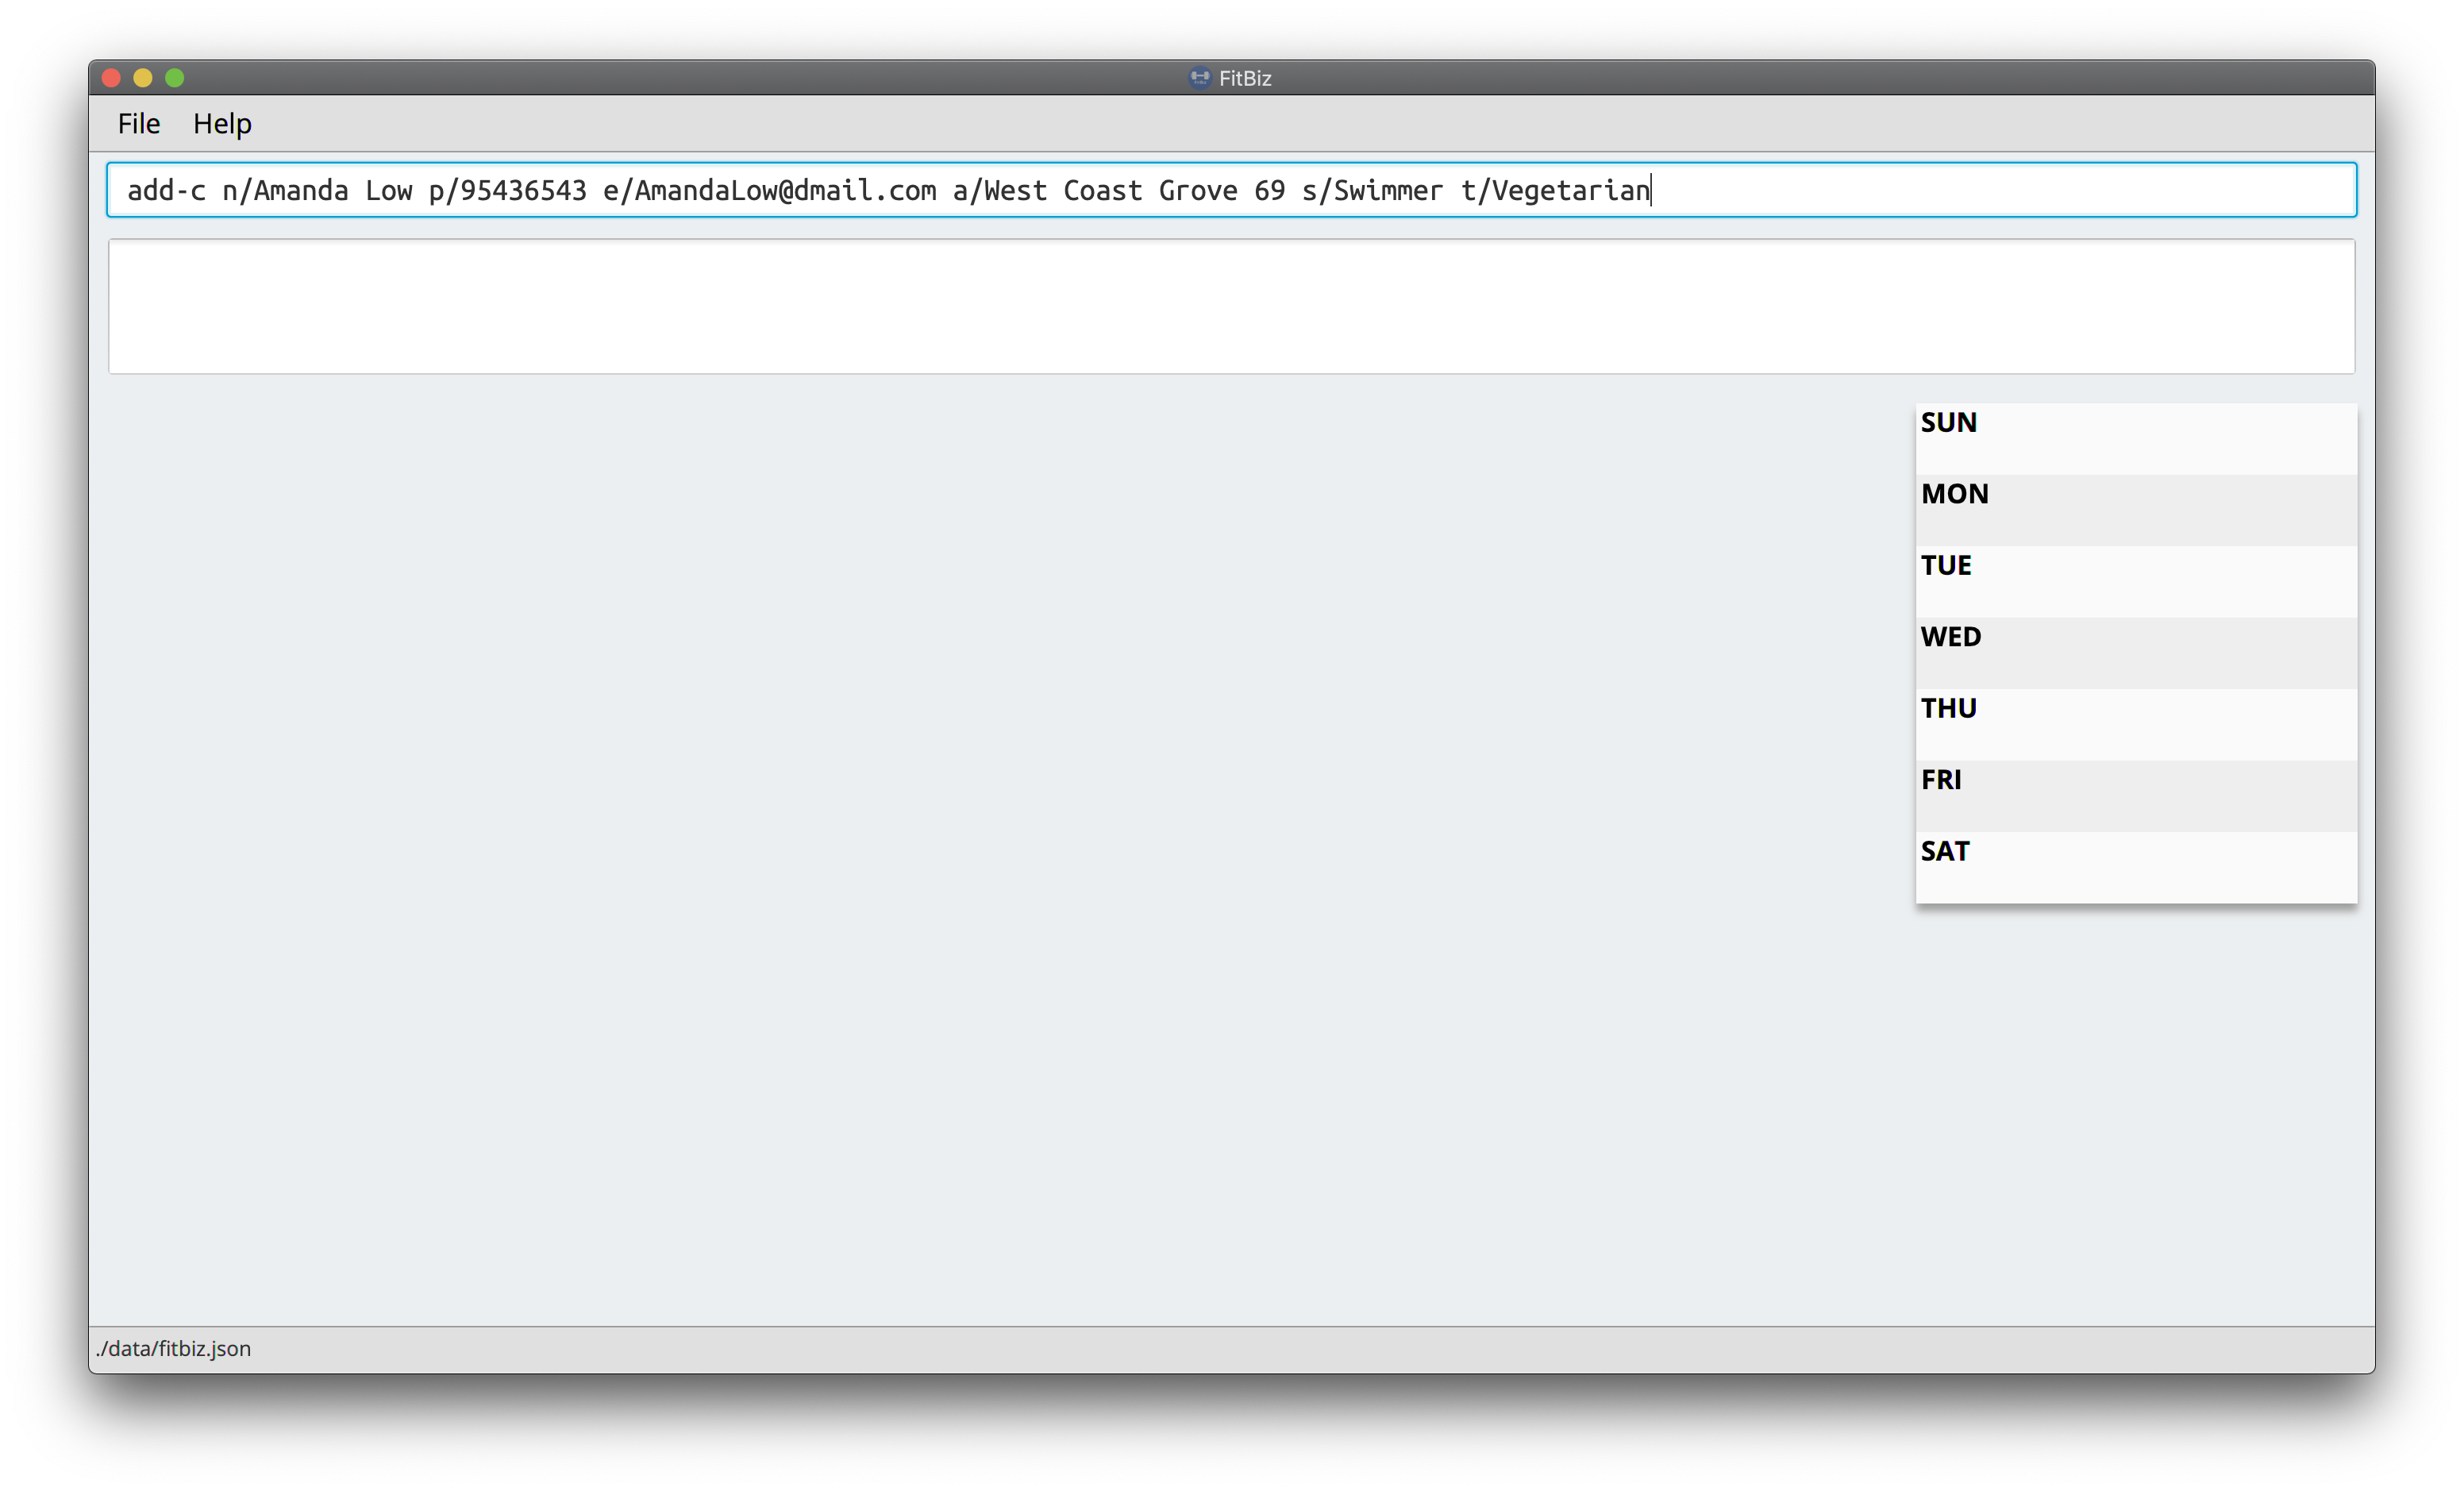 FitBiz
File Help
add-c n/Amanda Low p/95436543 e/AmandaLow@dmail.com a/West Coast Grove 69 s/Swimmer t/Vegetarian
SUN
MON
TUE
WED
THU
FRI
SAT
./data/fitbiz.json